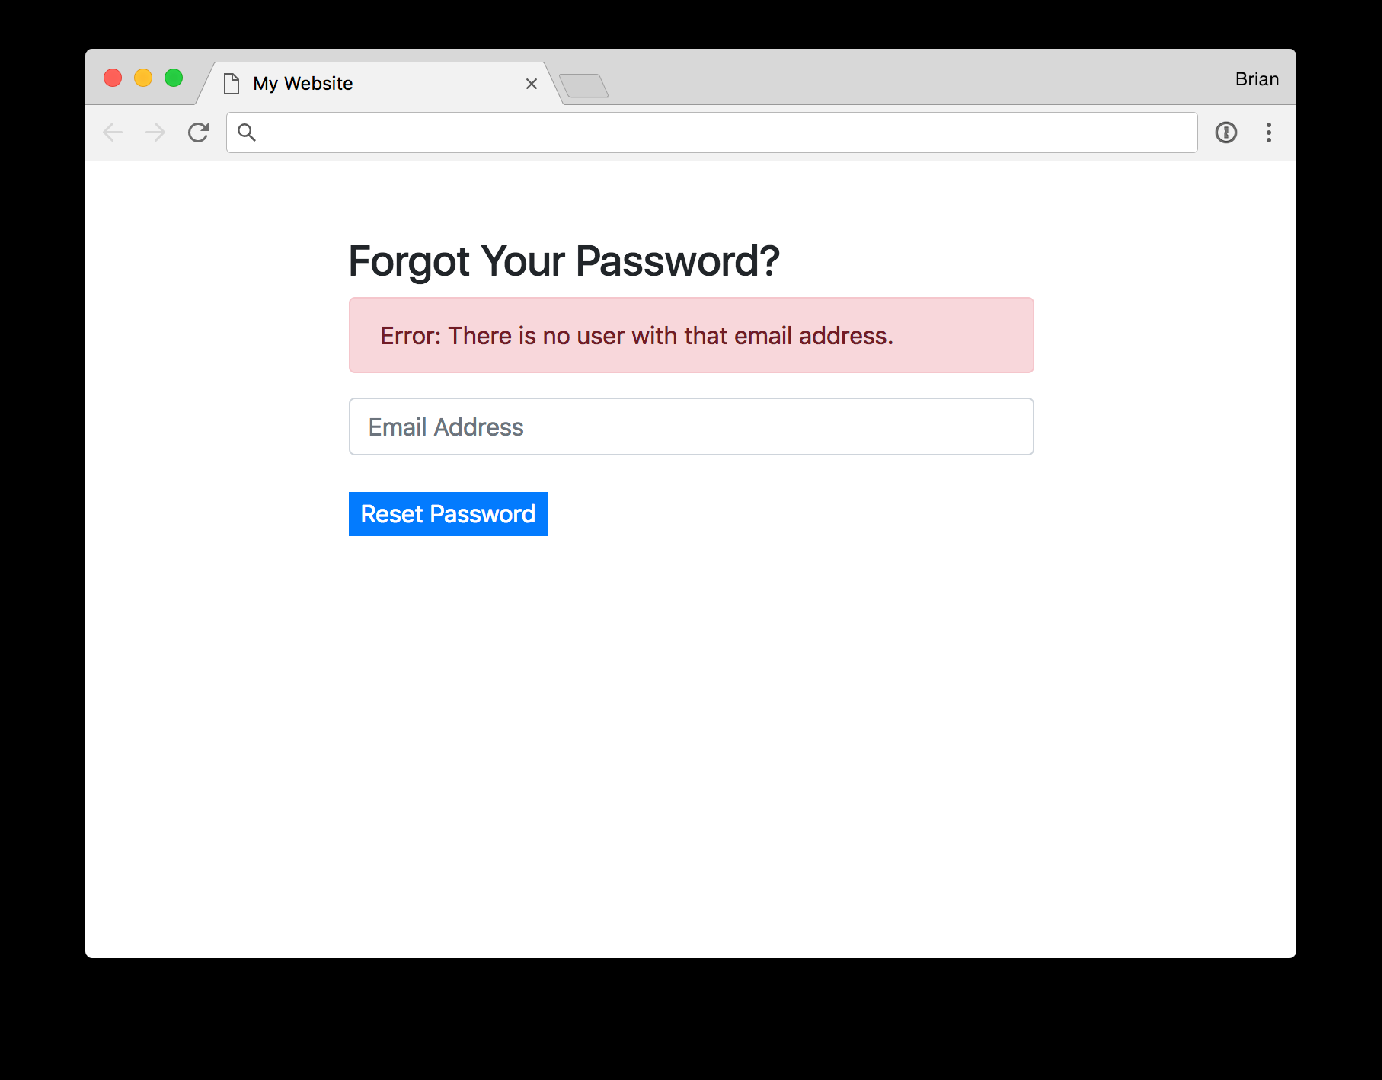 My Website
Brian
Forgot Your Password?
Error: There is no user with that email address.
Email Address
Reset Password